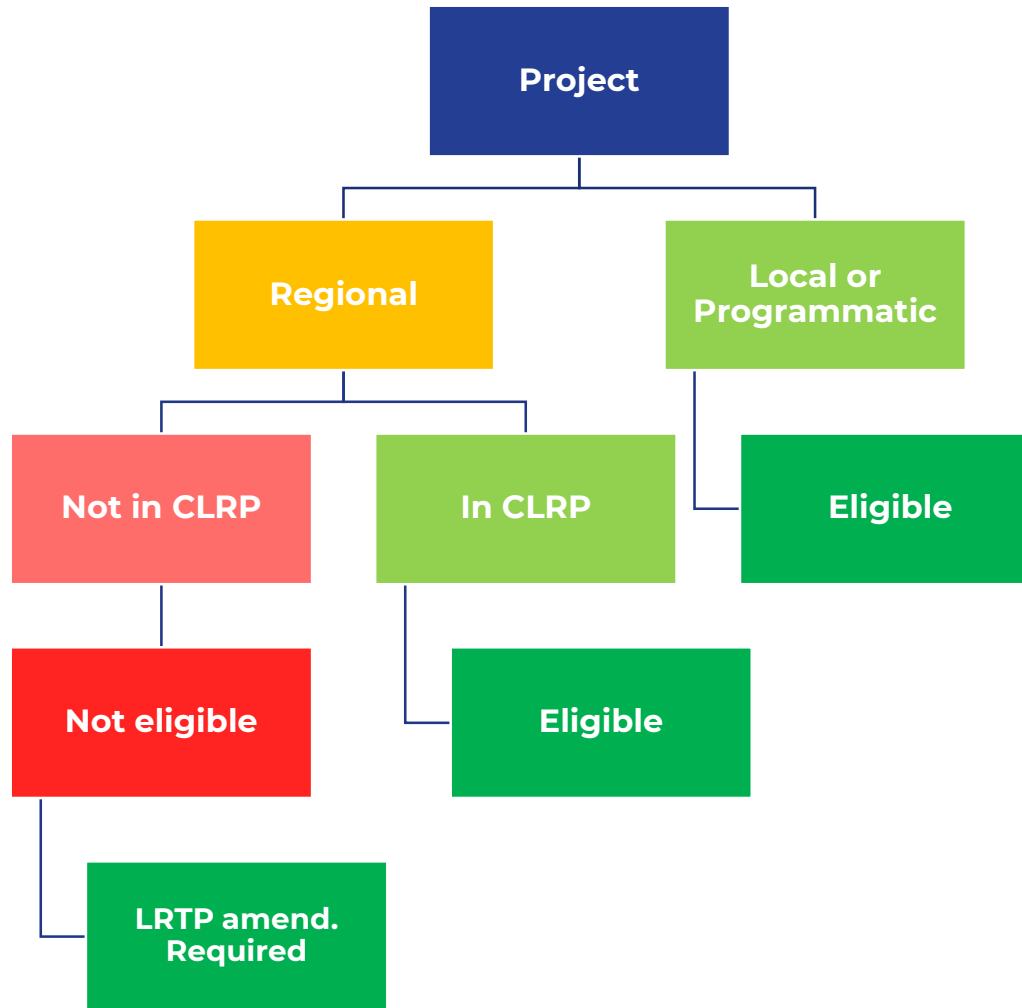 Project
Regional
Local or
Programmatic
Not in CLRP
In CLRP
Eligible
Not eligible
Eligible
LRTP amend.
Required